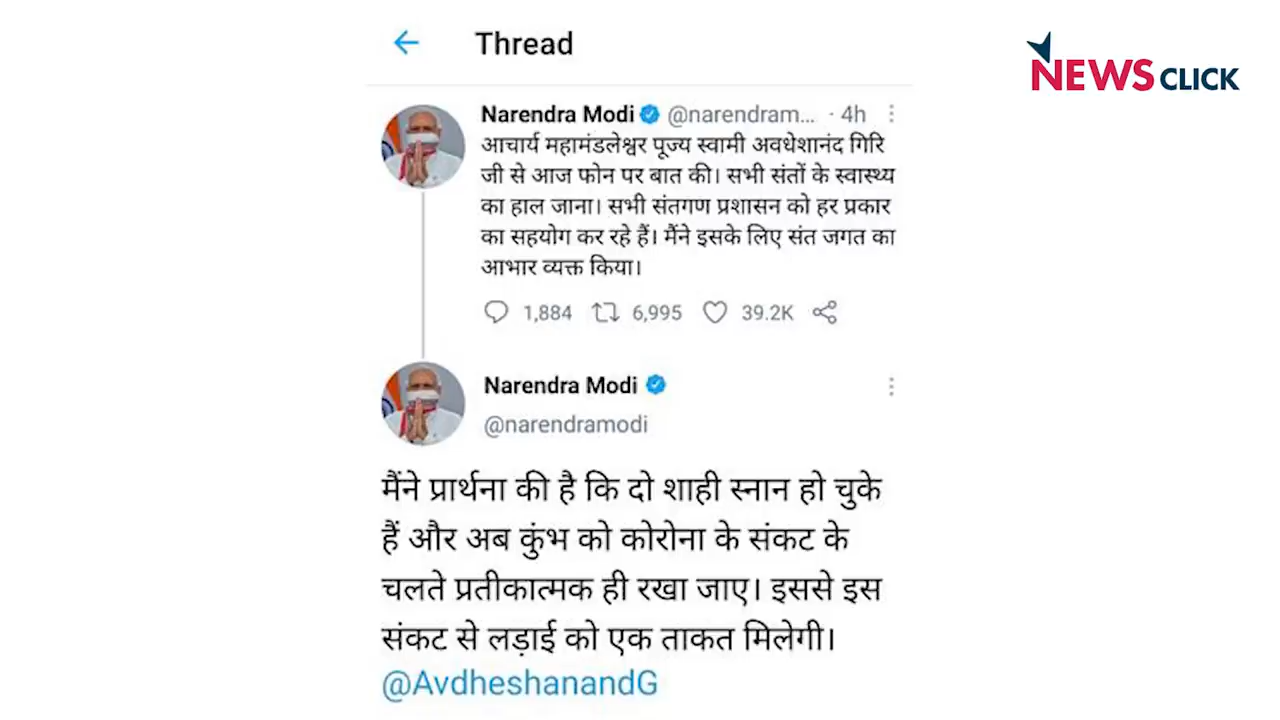 Thread
NEWS CLICK
Narendra Modi @narendram... · 4h
आचार्य महामंडलेश्वर पूज्य स्वामी अवधेशानंद गिरि
जी से आज फोन पर बात की। सभी संतों के स्वास्थ्य
का हाल जाना। सभी संतगण प्रशासन को हर प्रकार
का सहयोग कर रहे हैं। मैंने इसके लिए संत जगत का
आभार व्यक्त किया।
1,884 6,995 39.2K
Narendra Modi
@narendramodi
मैंने प्रार्थना की है कि दो शाही स्नान हो चुके
हैं और अब कुंभ को कोरोना के संकट के
चलते प्रतीकात्मक ही रखा जाए। इससे इस
संकट से लड़ाई को एक ताकत मिलेगी।
@AvdheshanandG